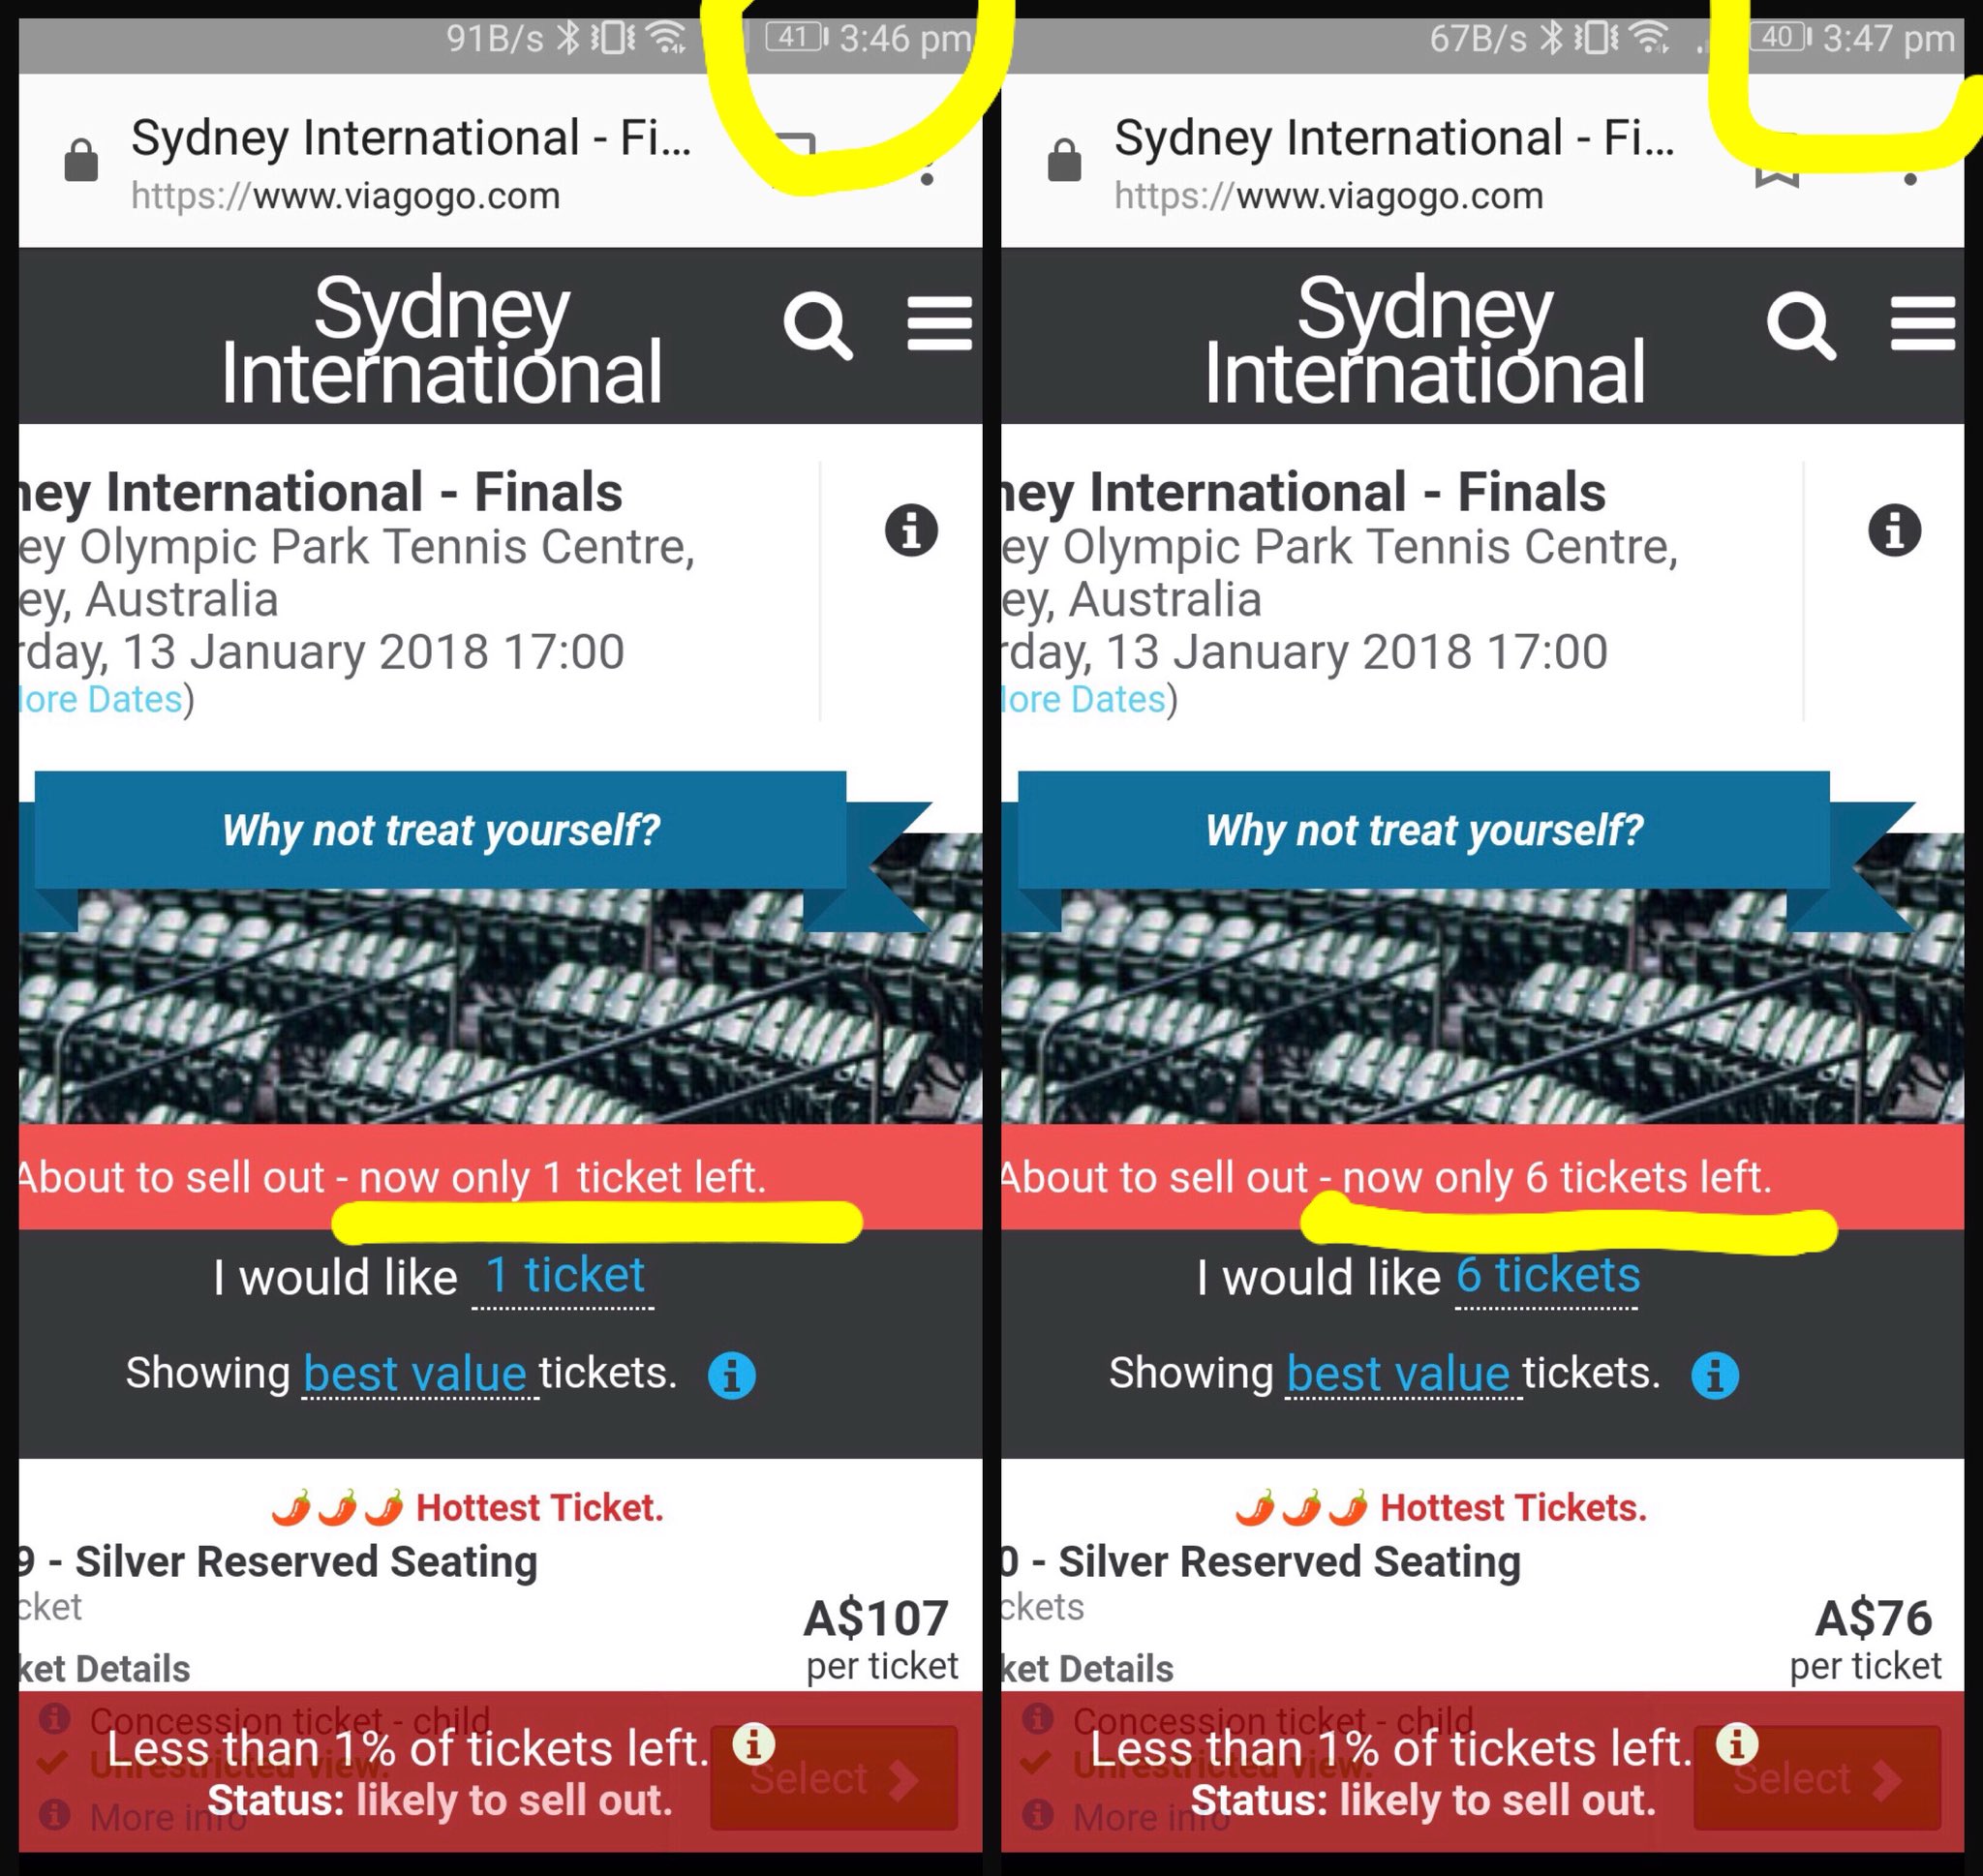 91B/s 41 3:46 pm
Sydney International - Fi...
https://www.viagogo.com
Sydney
International
ney International - Finals
ey Olympic Park Tennis Centre,
ey, Australia
rday, 13 January 2018 17:00
lore Dates)
Why not treat yourself?
About to sell out - now only 1 ticket left.
I would like 1 ticket
Showing best value tickets.
Hottest Ticket.
9 - Silver Reserved Seating
cket
A$107
per ticket
ket Details
Concession ticket - child
Less than 1% of tickets left.
Unrestricted view.
Select
Status: likely to sell out.
More info
67B/s 40 3:47 pm
Sydney International - Fi...
https://www.viagogo.com
Sydney
International
ney International - Finals
ey Olympic Park Tennis Centre,
ey, Australia
rday, 13 January 2018 17:00
lore Dates)
Why not treat yourself?
About to sell out - now only 6 tickets left.
I would like 6 tickets
Showing best value tickets.
Hottest Tickets.
0 - Silver Reserved Seating
ckets
A$76
per ticket
ket Details
Concession ticket - child
Less than 1% of tickets left.
Unrestricted view.
Select
Status: likely to sell out.
More info